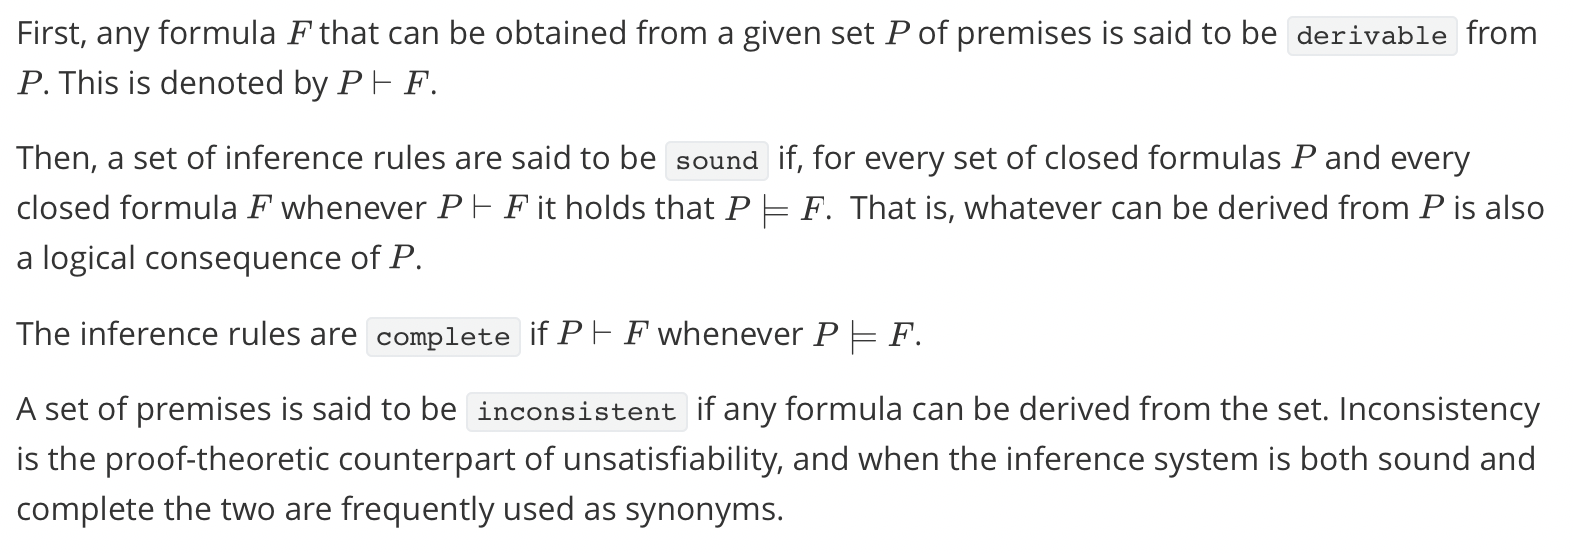 First, any formula F that can be obtained from a given set P of premises is said to be derivable from
P. This is denoted by P ⊢ F.
Then, a set of inference rules are said to be sound if, for every set of closed formulas P and every
closed formula F whenever P ⊢ F it holds that P ⊨ F. That is, whatever can be derived from P is also
a logical consequence of P.
The inference rules are complete if P ⊢ F whenever P ⊨ F.
A set of premises is said to be inconsistent if any formula can be derived from the set. Inconsistency
is the proof-theoretic counterpart of unsatisfiability, and when the inference system is both sound and
complete the two are frequently used as synonyms.